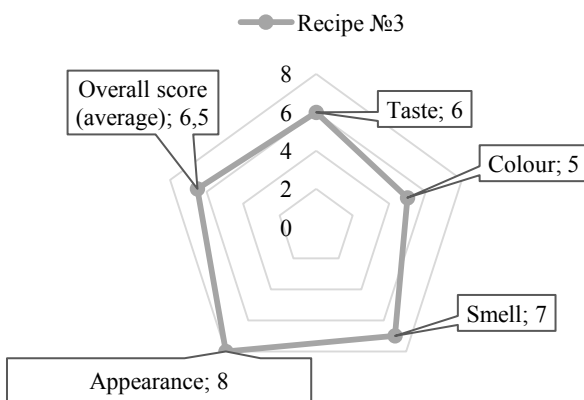 Recipe №3
8
Overall score
(average); 6,5
6
Taste; 6
4
Colour; 5
2
0
Smell; 7
Appearance; 8